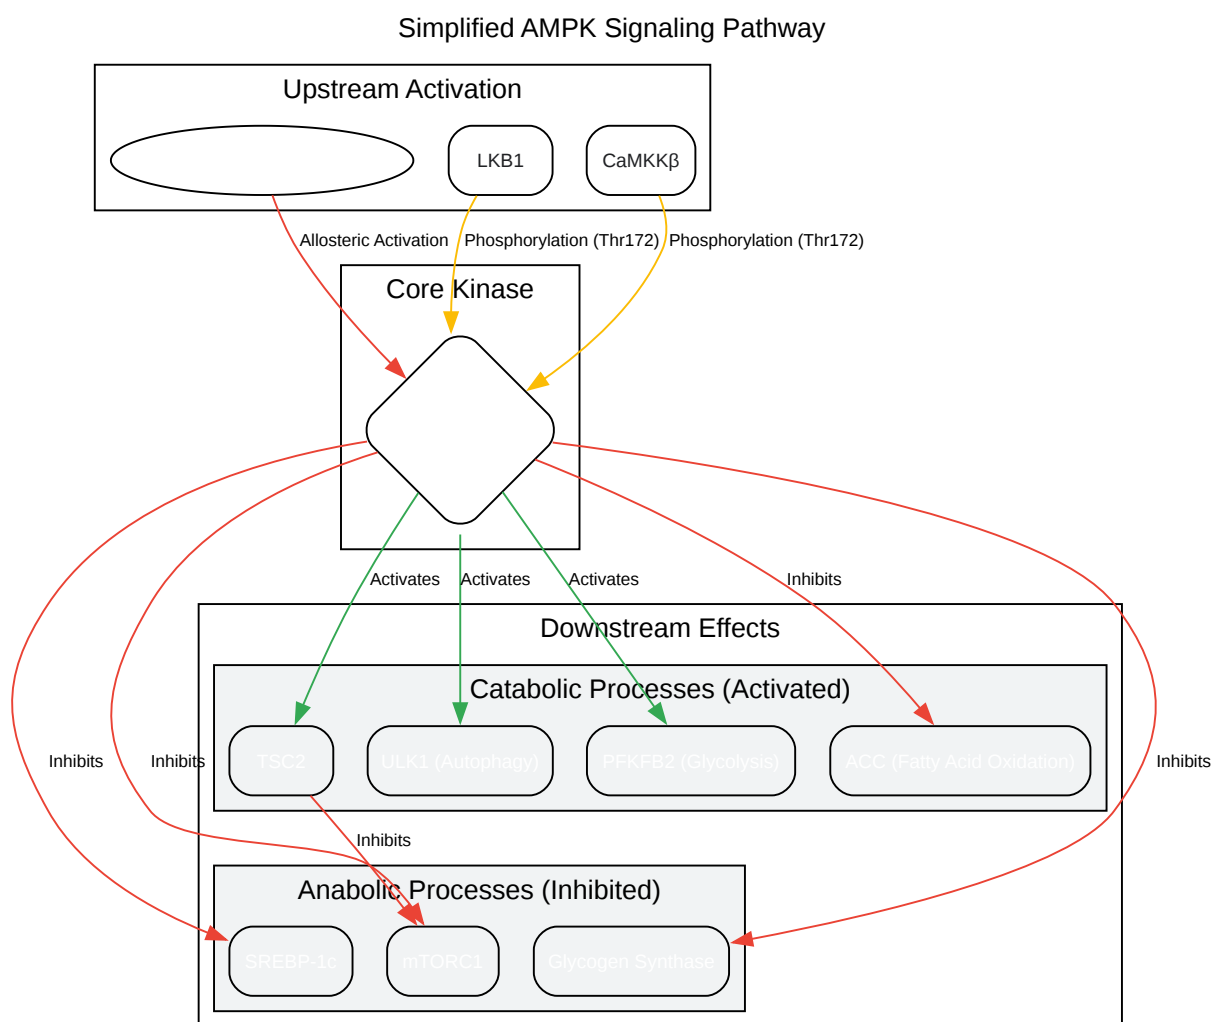 Simplified AMPK Signaling Pathway
Upstream Activation
LKB1
CaMKKβ
Allosteric Activation
Phosphorylation (Thr172)
Phosphorylation (Thr172)
Core Kinase
Activates
Activates
Activates
Inhibits
Downstream Effects
Catabolic Processes (Activated)
TSC2
ULK1 (Autophagy)
PFKFB2 (Glycolysis)
ACC (Fatty Acid Oxidation)
Inhibits
Inhibits
Inhibits
Inhibits
Anabolic Processes (Inhibited)
SREBP-1c
mTORC1
Glycogen Synthase